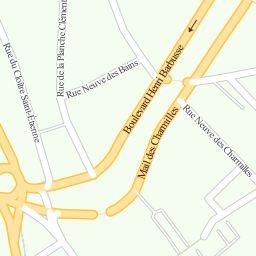 Rue du Cloître Saint-Étienne
Rue de la Planche Clément
Rue Neuve des Bains
Boulevard Henri Barbusse
Mail des Charmilles
Rue Neuve des Charmilles